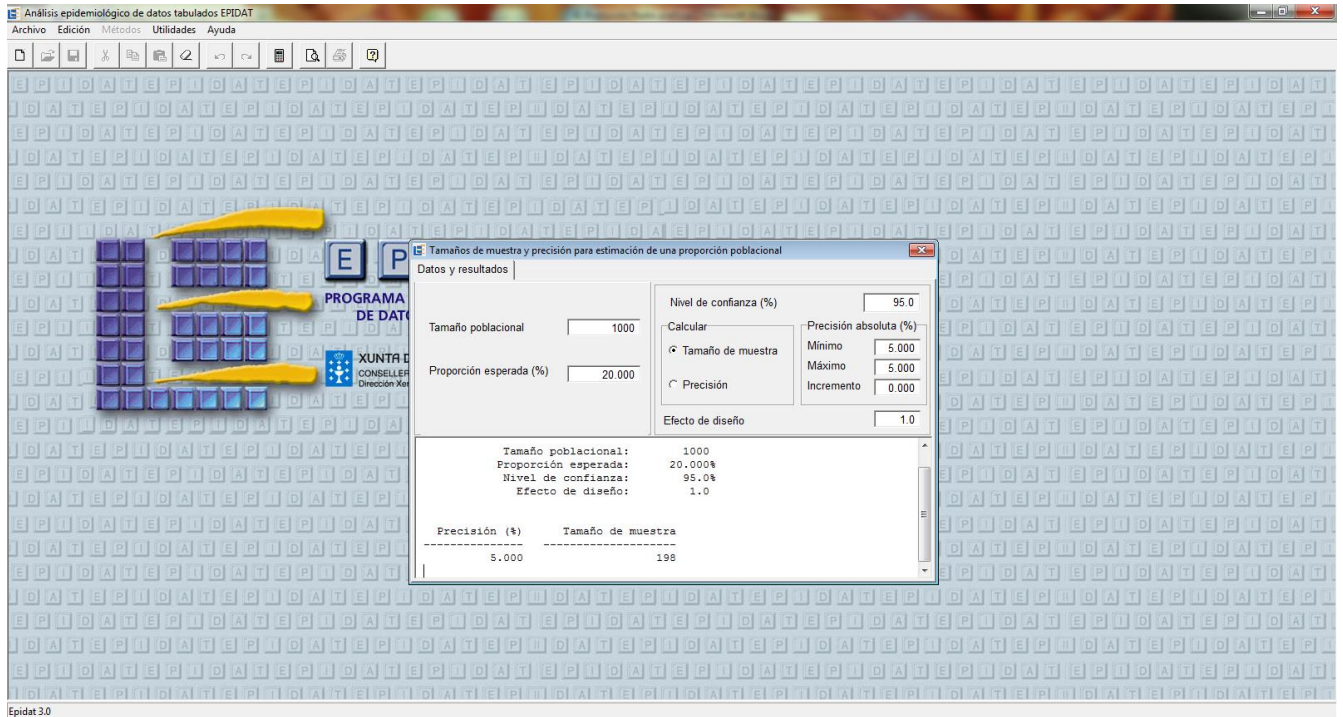 Análisis epidemiológico de datos tabulados EPIDAT
Archivo Edición Métodos Utilidades Ayuda
E P
PROGRAMA
DE DAT
XUNTA D
CONSELLER
Dirección Xer
Tamaños de muestra y precisión para estimación de una proporción poblacional
Datos y resultados
Tamaño poblacional 1000
Proporción esperada (%) 20.000
Nivel de confianza (%) 95.0
Calcular
Tamaño de muestra
Precisión
Precisión absoluta (%)
Mínimo 5.000
Máximo 5.000
Incremento 0.000
Efecto de diseño 1.0
Tamaño poblacional: 1000
Proporción esperada: 20.000%
Nivel de confianza: 95.0%
Efecto de diseño: 1.0
Precisión (%) Tamaño de muestra
--------------- --------------------
5.000 198
Epidat 3.0